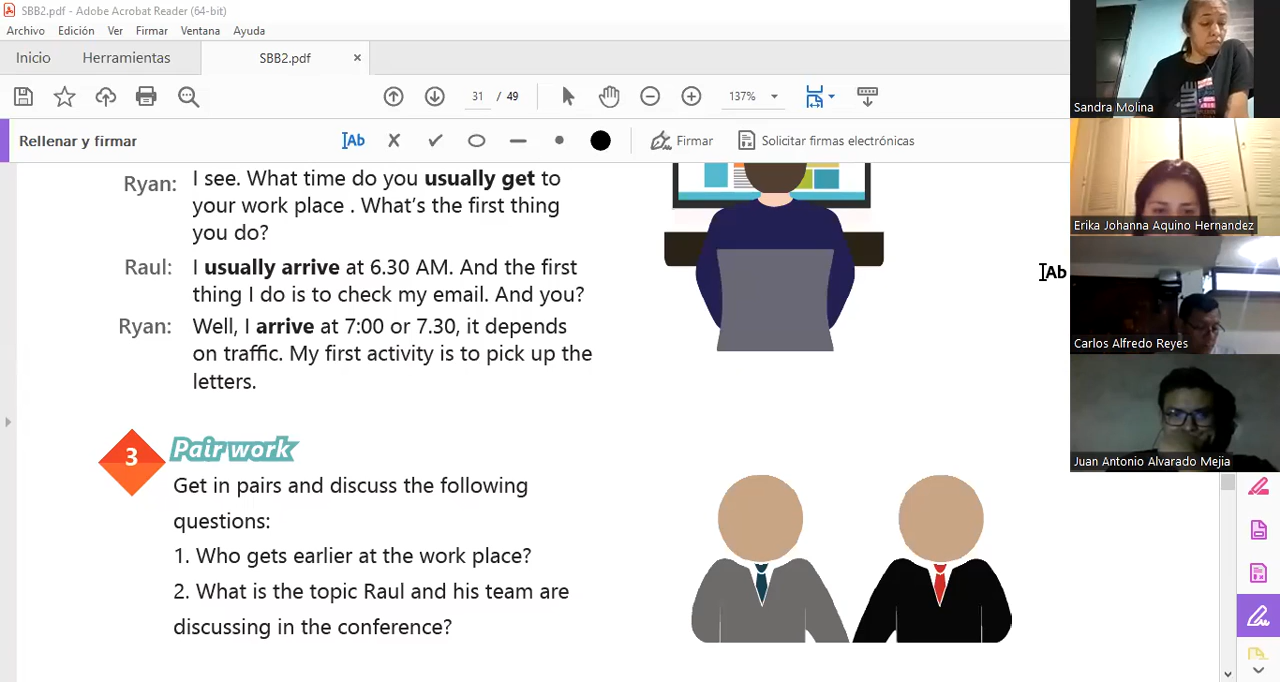 SBB2.pdf - Adobe Acrobat Reader (64-bit)
Archivo Edición Ver Firmar Ventana Ayuda
Inicio Herramientas SBB2.pdf ×
31 / 49 137%
Rellenar y firmar Ab Firmar Solicitar firmas electrónicas
Ryan: I see. What time do you usually get to
your work place . What's the first thing
you do?
Raul: I usually arrive at 6.30 AM. And the first
thing I do is to check my email. And you?
Ryan: Well, I arrive at 7:00 or 7.30, it depends
on traffic. My first activity is to pick up the
letters.
3 Pair work
Get in pairs and discuss the following
questions:
1. Who gets earlier at the work place?
2. What is the topic Raul and his team are
discussing in the conference?
Ab
Sandra Molina
Erika Johanna Aquino Hernandez
Carlos Alfredo Reyes
Juan Antonio Alvarado Mejia